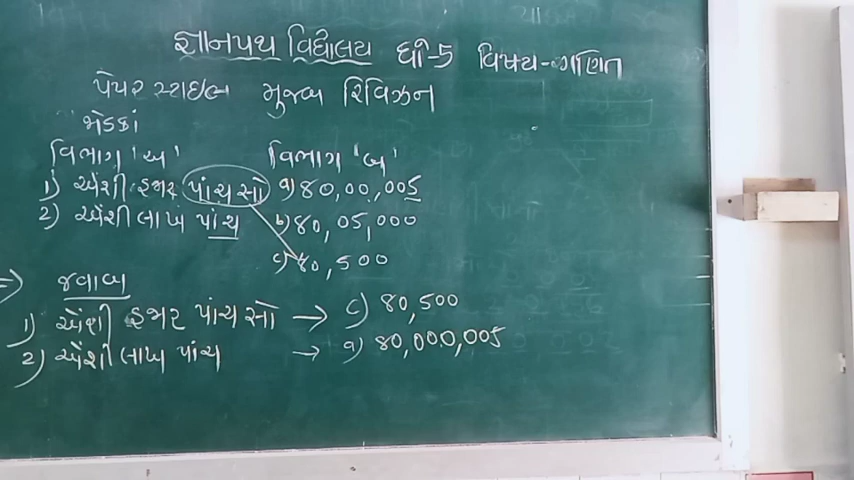 જ્ઞાનપથ વિદ્યાલય ધો-5 વિષય-ગણિત
પેપર સ્ટાઇલ મુજબ રિવિઝન
જોડકાં
વિભાગ 'અ' વિભાગ 'બ'
1) એંશી હજાર પાંચ સો a) 80,00,005
2) એંશી લાખ પાંચ b) 80,05,000
c) 80,500
⇒ જવાબ
1) એંશી હજાર પાંચ સો → c) 80,500
2) એંશી લાખ પાંચ → a) 80,000,005